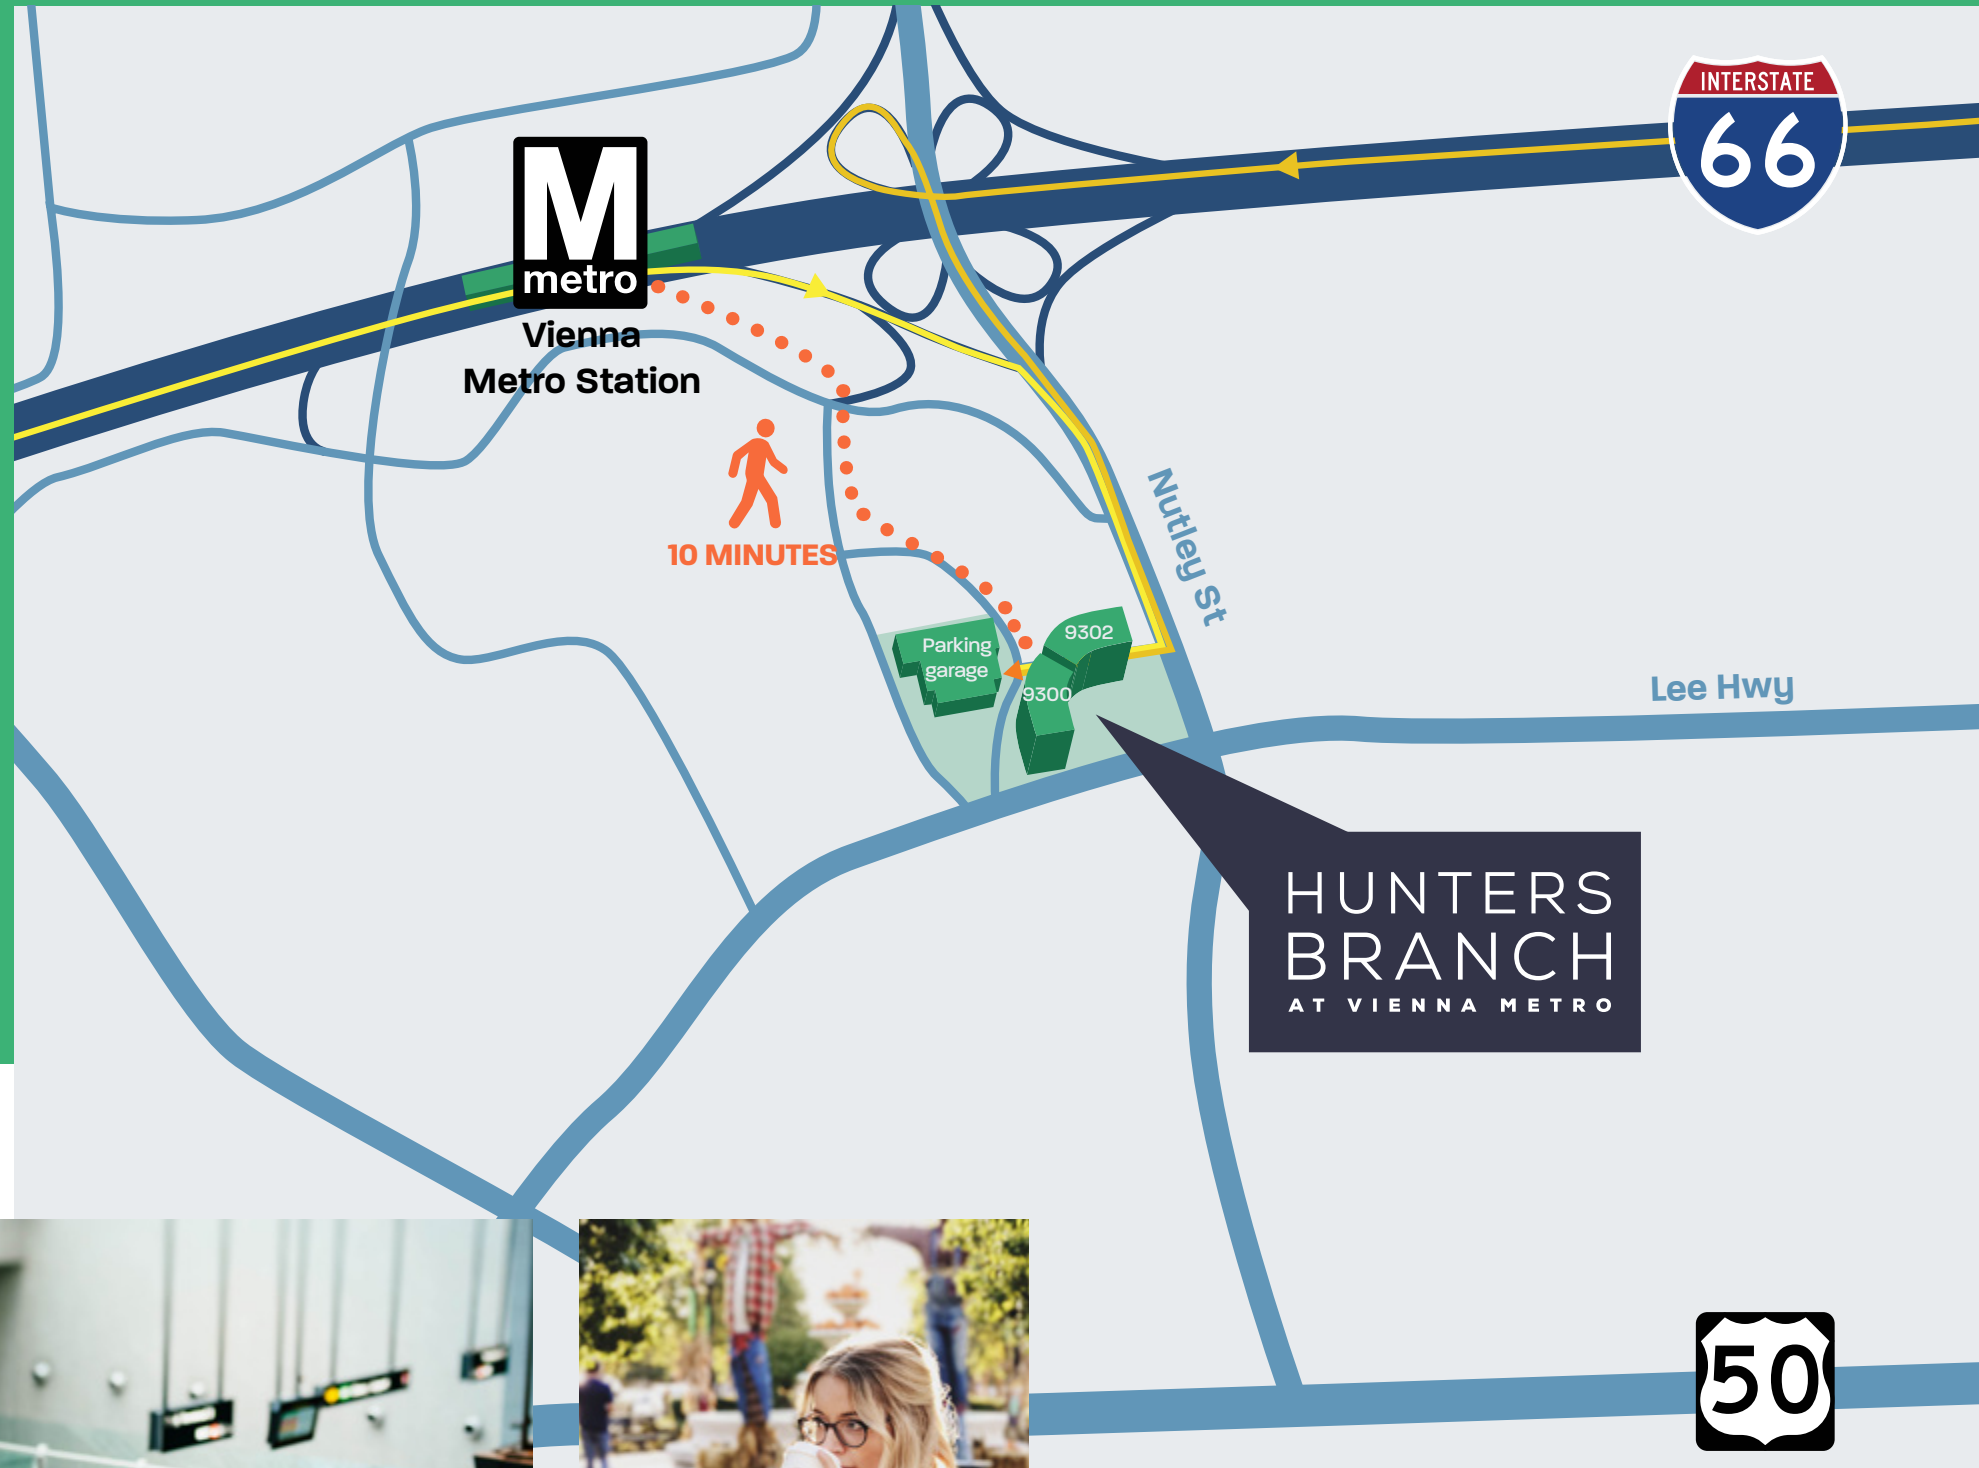 INTERSTATE
66
M
metro
Vienna
Metro Station
10 MINUTES
Nutley St
Parking
garage
9302
9300
Lee Hwy
HUNTERS
BRANCH
AT VIENNA METRO
50